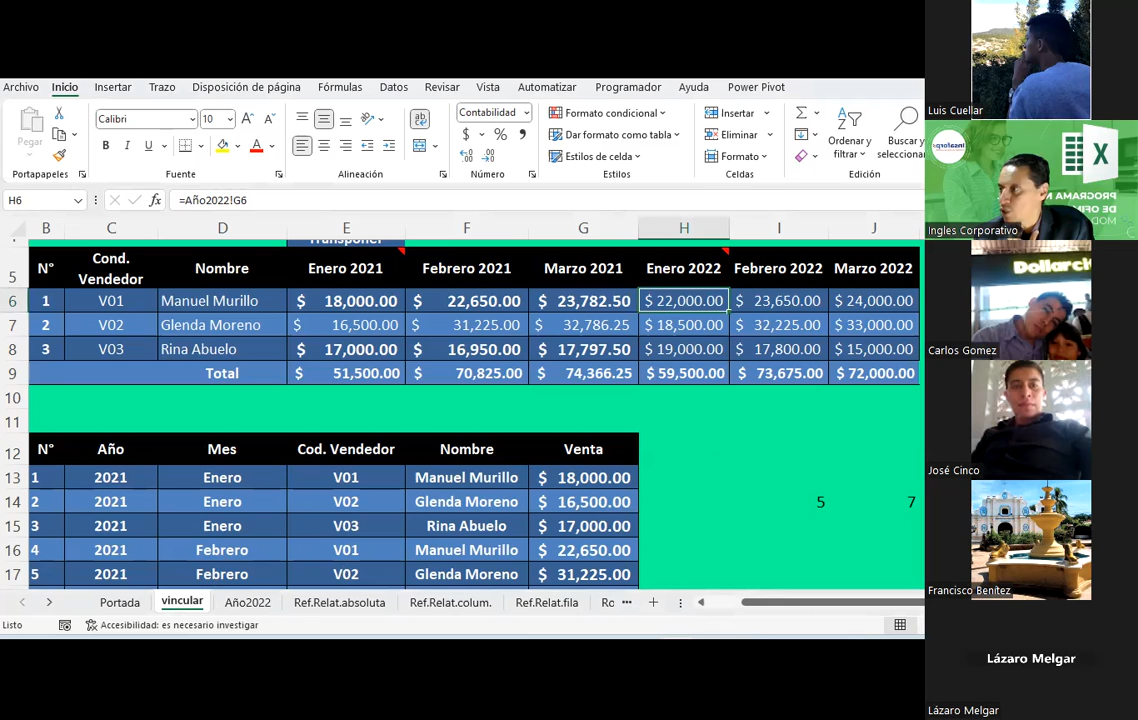 Archivo Inicio Insertar Trazo Disposición de página Fórmulas Datos Revisar Vista Automatizar Programador Ayuda Power Pivot
Pegar
Portapapeles
Calibri 10
Fuente
Alineación
Contabilidad
Número
Formato condicional
Dar formato como tabla
Estilos de celda
Estilos
Insertar
Eliminar
Formato
Celdas
Ordenar y
filtrar
Buscar y
selecciona
Edición
H6 =Año2022!G6
B C D E F G H I J
Transponer
5 N° Cond. Vendedor Nombre Enero 2021 Febrero 2021 Marzo 2021 Enero 2022 Febrero 2022 Marzo 2022
6 1 V01 Manuel Murillo $ 18,000.00 $ 22,650.00 $ 23,782.50 $ 22,000.00 $ 23,650.00 $ 24,000.00
7 2 V02 Glenda Moreno $ 16,500.00 $ 31,225.00 $ 32,786.25 $ 18,500.00 $ 32,225.00 $ 33,000.00
8 3 V03 Rina Abuelo $ 17,000.00 $ 16,950.00 $ 17,797.50 $ 19,000.00 $ 17,800.00 $ 15,000.00
9 Total $ 51,500.00 $ 70,825.00 $ 74,366.25 $ 59,500.00 $ 73,675.00 $ 72,000.00
10
11
12 N° Año Mes Cod. Vendedor Nombre Venta
13 1 2021 Enero V01 Manuel Murillo $ 18,000.00
14 2 2021 Enero V02 Glenda Moreno $ 16,500.00 5 7
15 3 2021 Enero V03 Rina Abuelo $ 17,000.00
16 4 2021 Febrero V01 Manuel Murillo $ 22,650.00
17 5 2021 Febrero V02 Glenda Moreno $ 31,225.00
Portada vincular Año2022 Ref.Relat.absoluta Ref.Relat.colum. Ref.Relat.fila Ro
Listo Accesibilidad: es necesario investigar
Luis Cuellar
Ingles Corporativo
Dollarcit
Carlos Gomez
José Cinco
Francisco Benítez
Lázaro Melgar
Lázaro Melgar